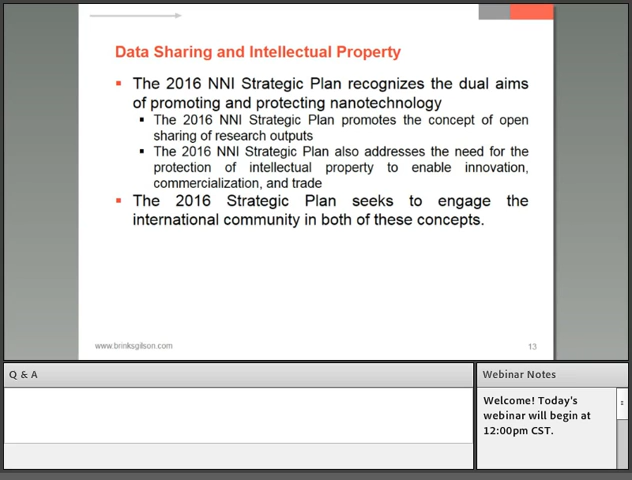 Data Sharing and Intellectual Property
▪ The 2016 NNI Strategic Plan recognizes the dual aims
of promoting and protecting nanotechnology
▪ The 2016 NNI Strategic Plan promotes the concept of open
sharing of research outputs
▪ The 2016 NNI Strategic Plan also addresses the need for the
protection of intellectual property to enable innovation,
commercialization, and trade
▪ The 2016 Strategic Plan seeks to engage the
international community in both of these concepts.
www.brinksgilson.com
13
Q & A
Webinar Notes
Welcome! Today's
webinar will begin at
12:00pm CST.